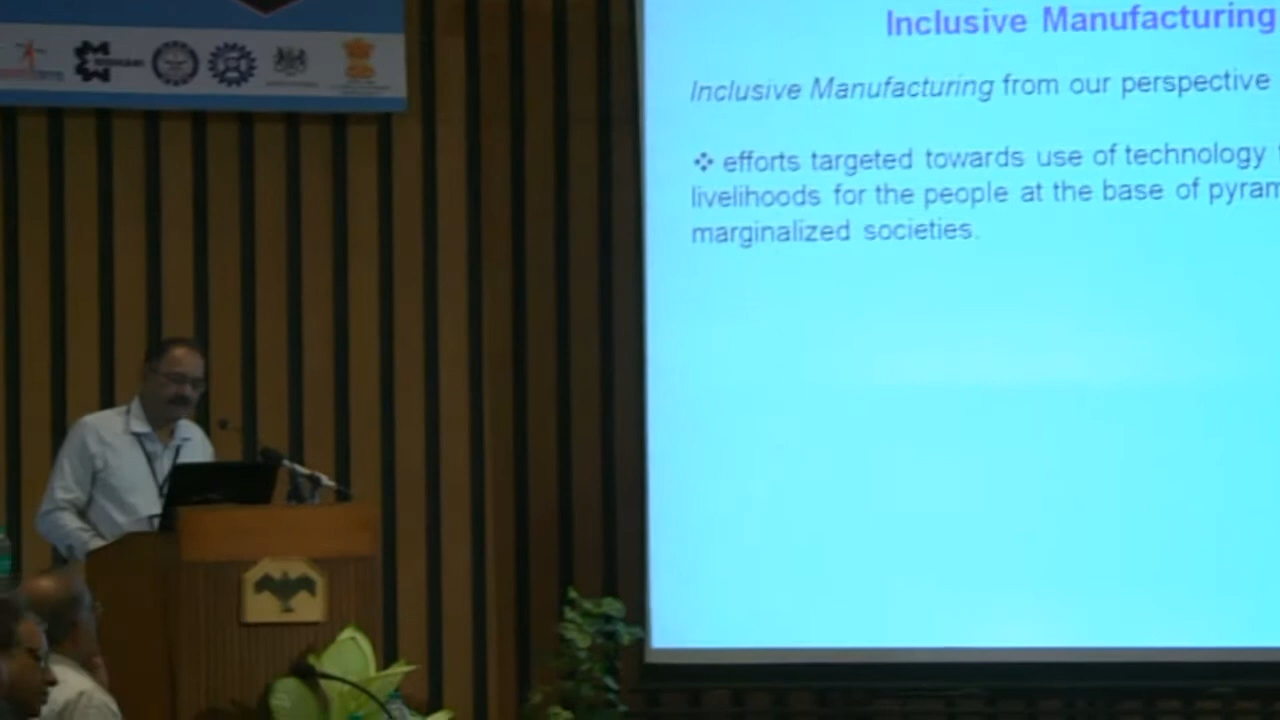 Inclusive Manufacturing
Inclusive Manufacturing from our perspective
❖ efforts targeted towards use of technology
livelihoods for the people at the base of pyram
marginalized societies.